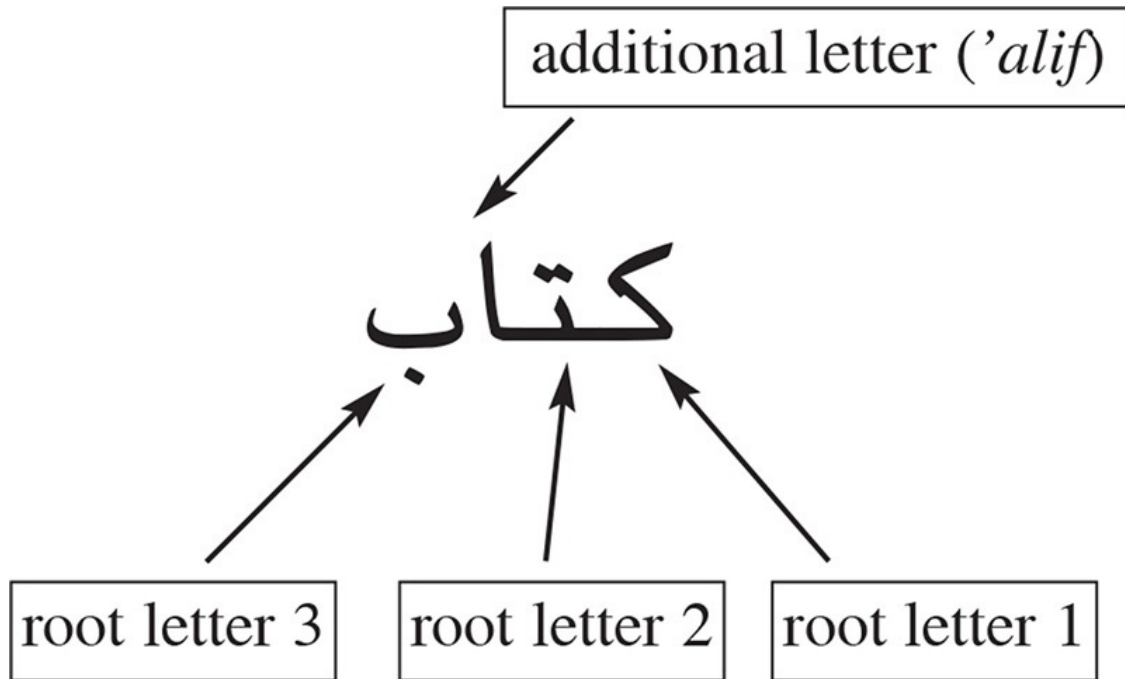 additional letter (’alif)
كتاب
root letter 3
root letter 2
root letter 1